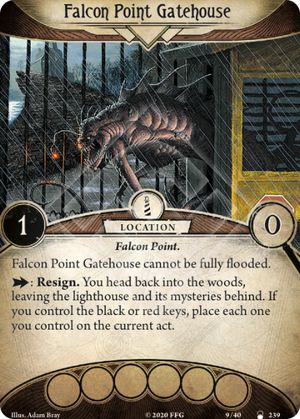 Falcon Point Gatehouse
1
LOCATION
0
Falcon Point.
Falcon Point Gatehouse cannot be fully flooded.
: Resign. You head back into the woods,
leaving the lighthouse and its mysteries behind. If
you control the black or red keys, place each one
you control on the current act.
Illus. Adam Bray
© 2020 FFG
9/40
239